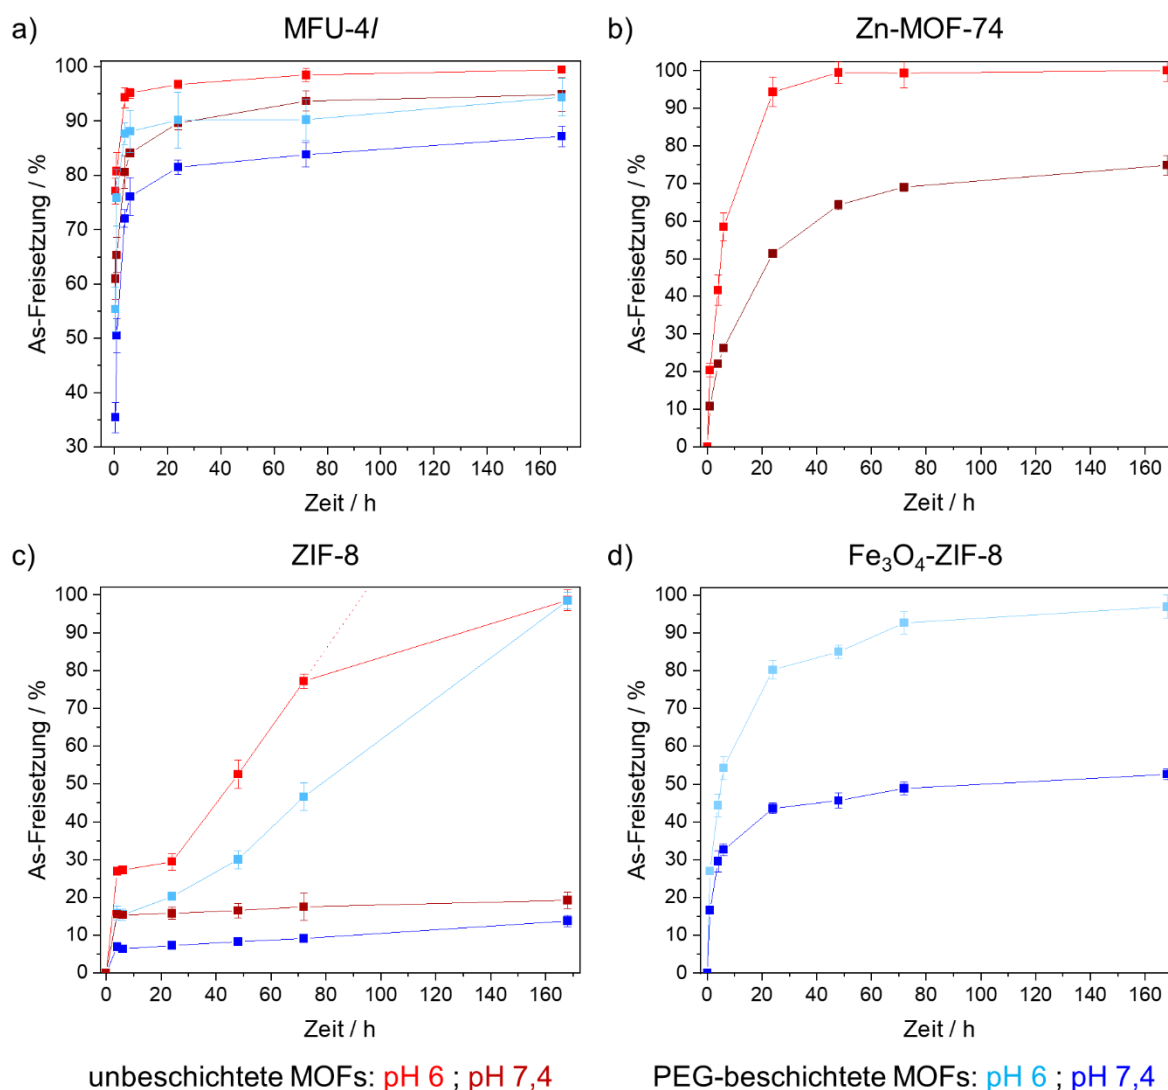 a) MFU-4l
b) Zn-MOF-74
100
90
80
70
60
50
40
30
As-Freisetzung / %
0 20 40 60 80 100 120 140 160
Zeit / h
100
90
80
70
60
50
40
30
20
10
0
As-Freisetzung / %
0 20 40 60 80 100 120 140 160
Zeit / h
c) ZIF-8
d) Fe₃O₄-ZIF-8
100
90
80
70
60
50
40
30
20
10
0
As-Freisetzung / %
0 20 40 60 80 100 120 140 160
Zeit / h
100
90
80
70
60
50
40
30
20
10
0
As-Freisetzung / %
0 20 40 60 80 100 120 140 160
Zeit / h
unbeschichtete MOFs: pH 6 ; pH 7,4
PEG-beschichtete MOFs: pH 6 ; pH 7,4